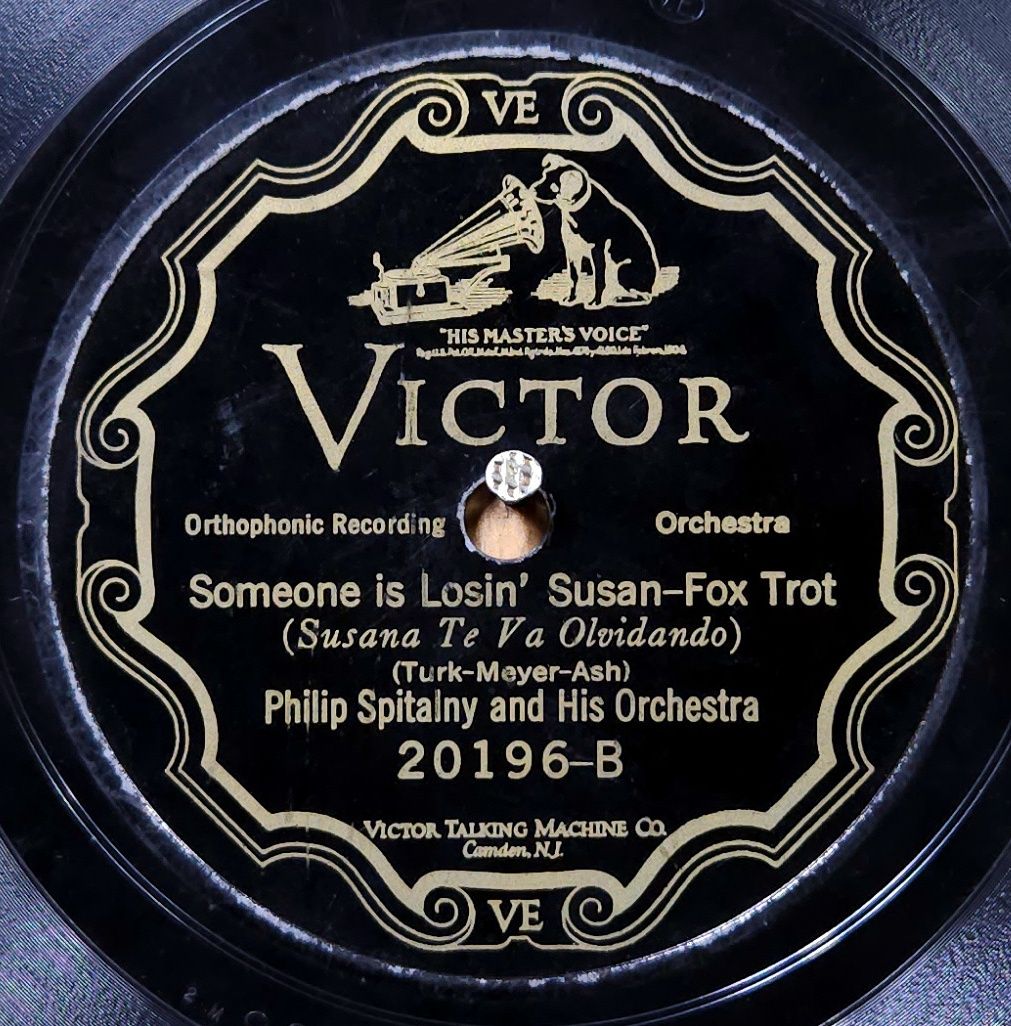 VE
"HIS MASTER'S VOICE"
VICTOR
Orthophonic Recording
Orchestra
Someone is Losin' Susan–Fox Trot
(Susana Te Va Olvidando)
(Turk-Meyer-Ash)
Philip Spitalny and His Orchestra
20196–B
VICTOR TALKING MACHINE CO.
Camden, N.J.
VE